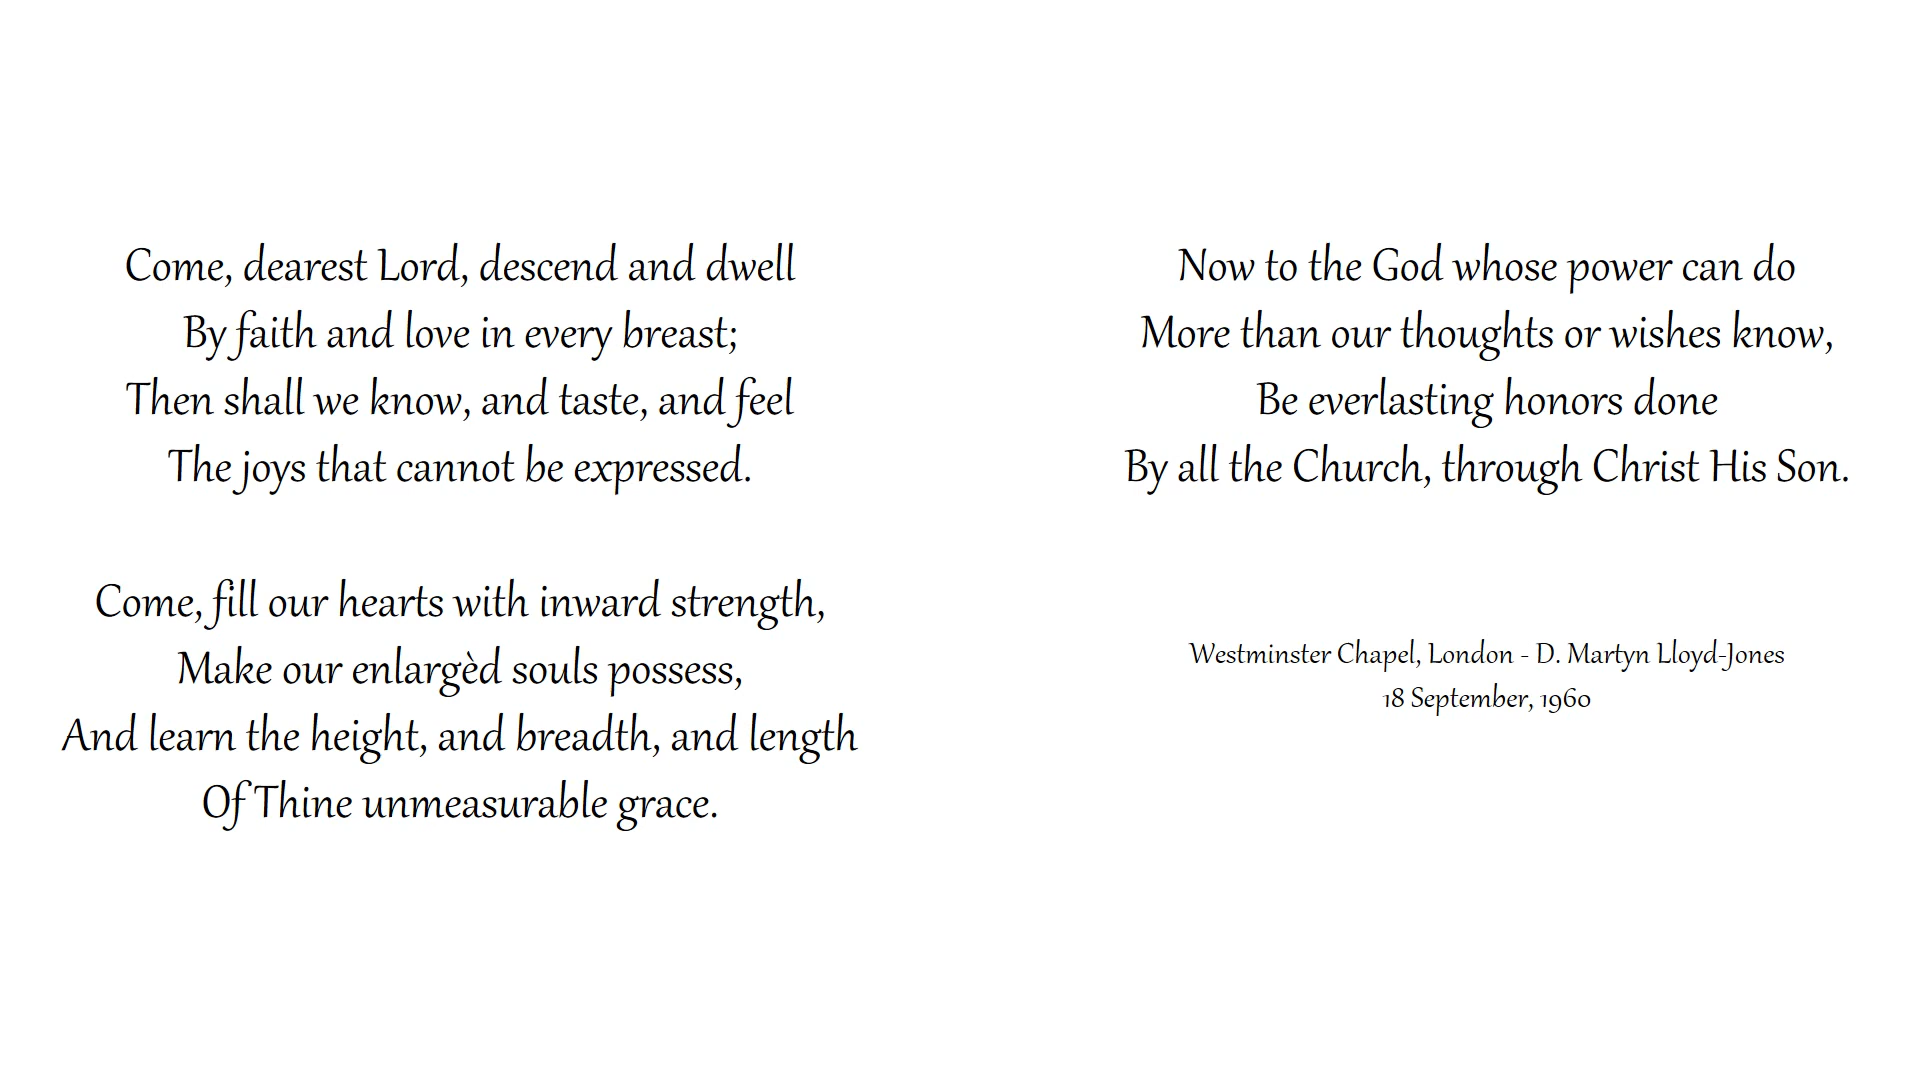 Come, dearest Lord, descend and dwell
By faith and love in every breast;
Then shall we know, and taste, and feel
The joys that cannot be expressed.
Come, fill our hearts with inward strength,
Make our enlargèd souls possess,
And learn the height, and breadth, and length
Of Thine unmeasurable grace.
Now to the God whose power can do
More than our thoughts or wishes know,
Be everlasting honors done
By all the Church, through Christ His Son.
Westminster Chapel, London - D. Martyn Lloyd-Jones
18 September, 1960